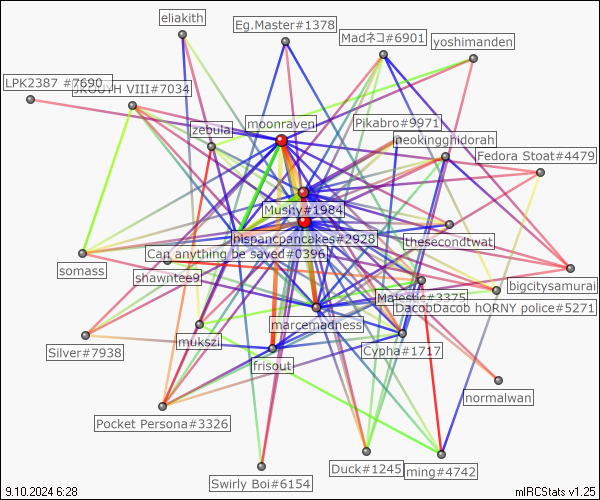 eliakith
Eg.Master#1378
Madネコ#6901
yoshimanden
LPK2387 #7690
JROUYH VIII#7034
moonraven
Pikabro#9971
zebula
neokingghidorah
Fedora Stoat#4479
Mushy#1984
hispancpancakes#2928
thesecondtwat
Can anything be sayed#0396
somass
shawntee9
bigcitysamurai
Majestic#3375
DacobDacob hORNY police#5271
marcemadness
mukszi
Cypha#1717
Silver#7938
frisout
normalwan
Pocket Persona#3326
Duck#1245
ming#4742
Swirly Boi#6154
9.10.2024 6:28
mIRCStats v1.25